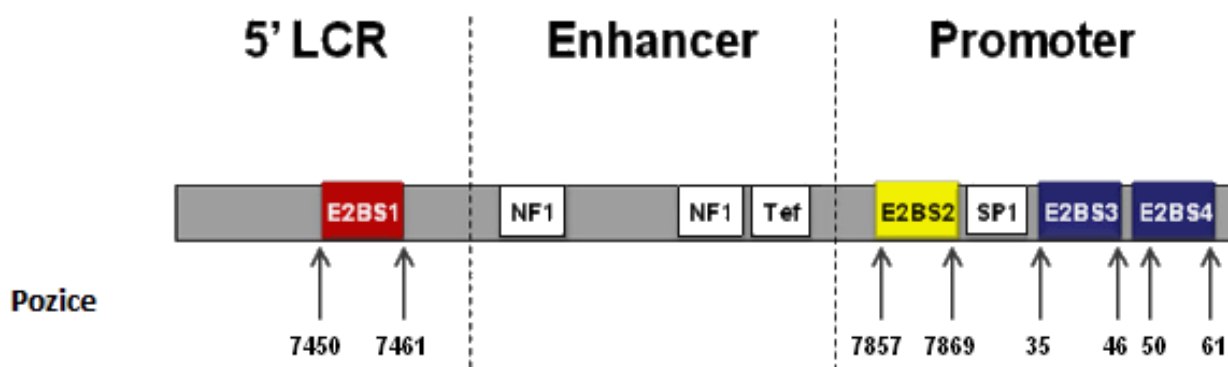 5' LCR Enhancer Promoter
E2BS1 NF1 NF1 Tef E2BS2 SP1 E2BS3 E2BS4
Pozice
7450 7461 7857 7869 35 46 50 61